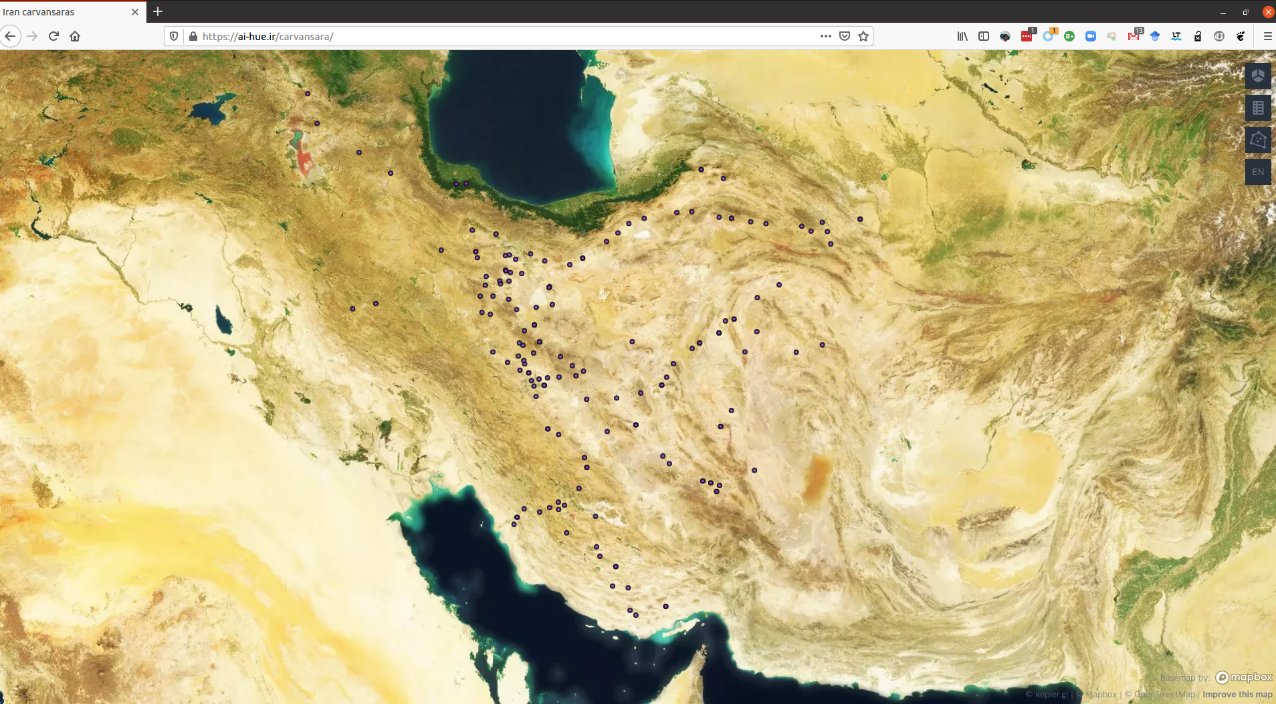 Iran carvansaras
https://ai-hue.ir/carvansara/
EN
Basemap by: mapbox
© kepler.gl | © Mapbox | © OpenStreetMap | Improve this map